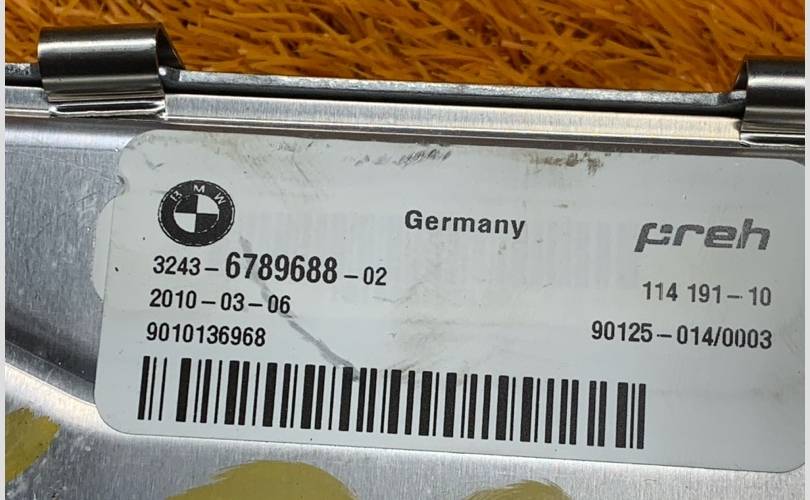 BMW
Germany
preh
3243-6789688-02
2010-03-06
114 191-10
9010136968
90125-014/0003